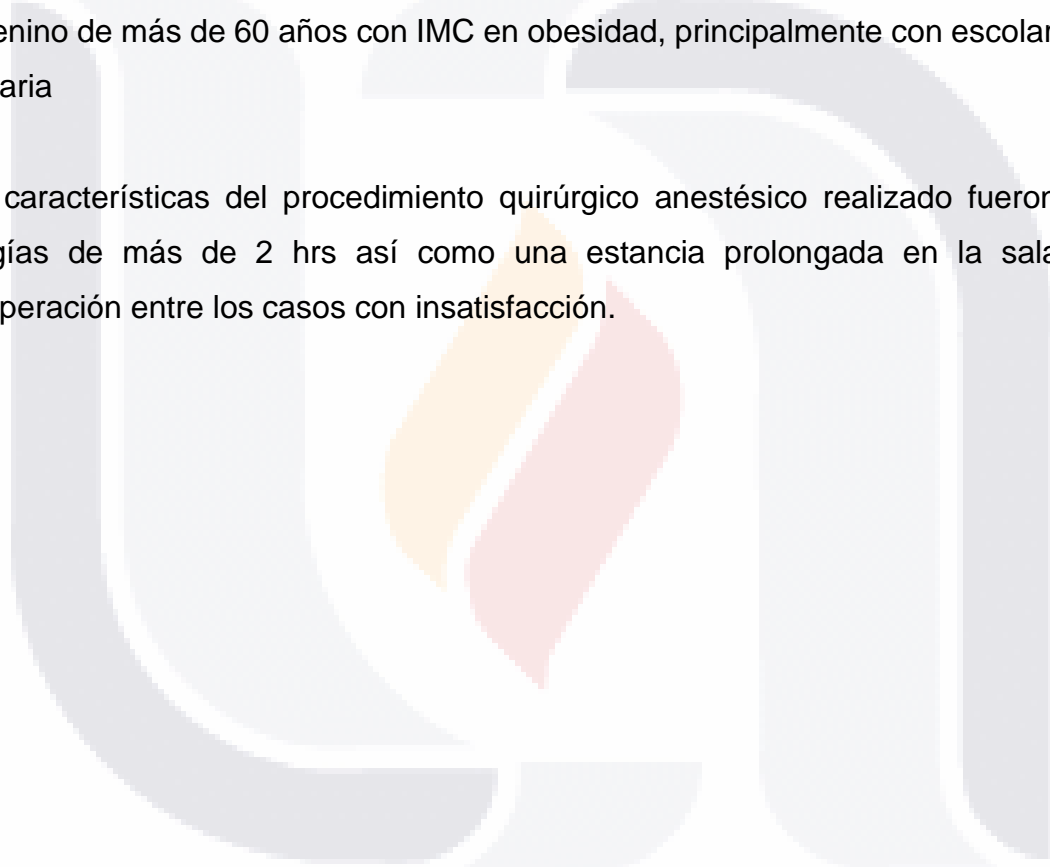 enino de más de 60 años con IMC en obesidad, principalmente con escolar
aria
características del procedimiento quirúrgico anestésico realizado fueron
gías de más de 2 hrs así como una estancia prolongada en la sala
peración entre los casos con insatisfacción.